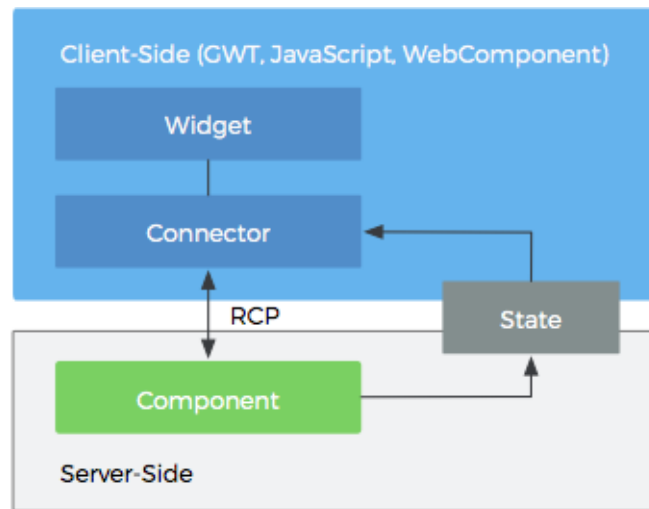 Client-Side (GWT, JavaScript, WebComponent)
Widget
Connector
RCP
State
Component
Server-Side